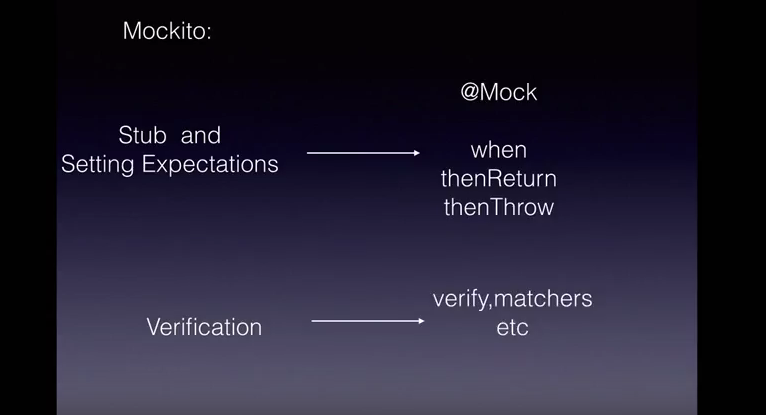 Mockito:
@Mock
Stub and
Setting Expectations
when
thenReturn
thenThrow
Verification
verify,matchers
etc